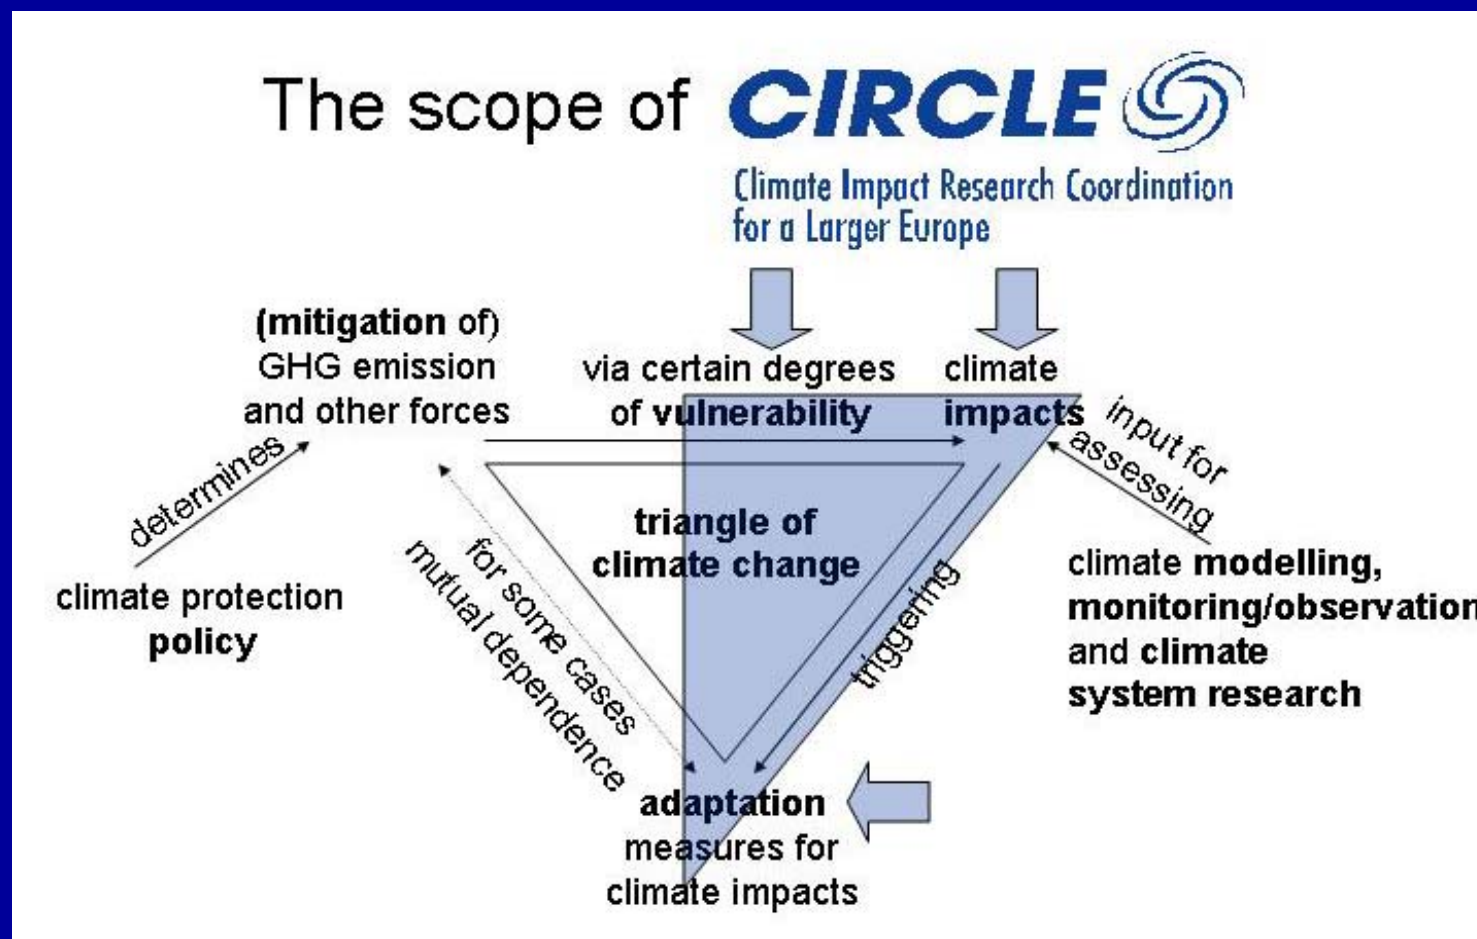 The scope of CIRCLE
Climate Impact Research Coordination
for a Larger Europe
(mitigation of)
GHG emission
and other forces
via certain degrees
of vulnerability
climate
impacts
input for
assessing
determines
triangle of
climate change
for some cases
mutual dependence
triggering
climate protection
policy
climate modelling,
monitoring/observation
and climate
system research
adaptation
measures for
climate impacts